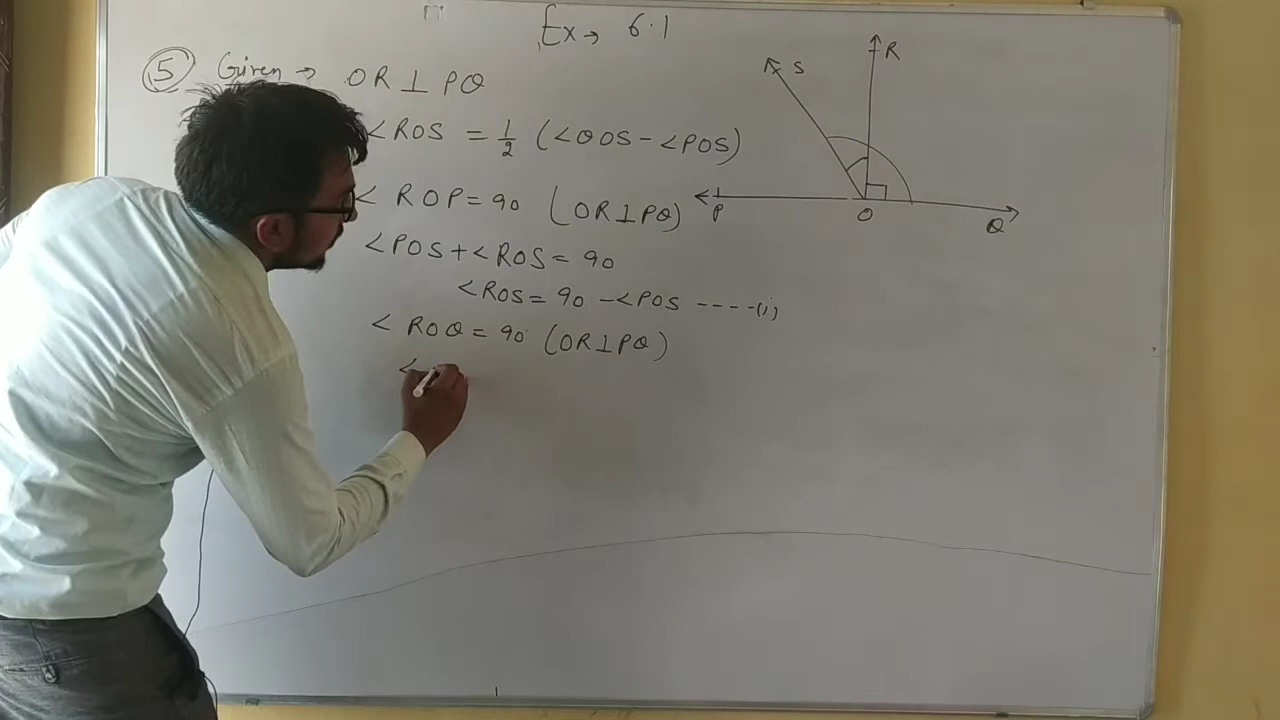 Ex → 6.1
⑤ Given → OR ⊥ PQ
<ROS = 1/2 (<QOS - <POS)
< ROP = 90 (OR ⊥ PQ)
<POS + <ROS = 90
<ROS = 90 - <POS ----(i)
< ROQ = 90° (OR ⊥ PQ)
<
S
R
P
O
Q